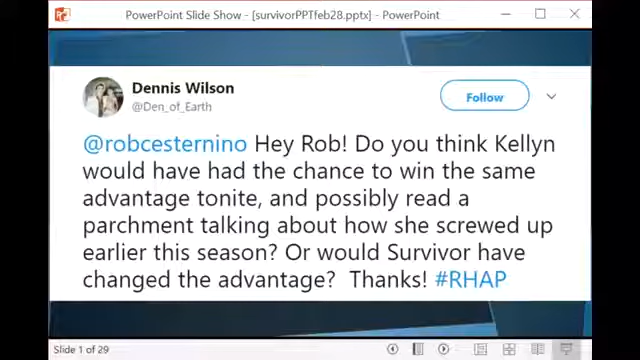 PowerPoint Slide Show - [survivorPPTfeb28.pptx] - PowerPoint
Dennis Wilson
@Den_of_Earth
Follow
@robcesternino Hey Rob! Do you think Kellyn
would have had the chance to win the same
advantage tonite, and possibly read a
parchment talking about how she screwed up
earlier this season? Or would Survivor have
changed the advantage? Thanks! #RHAP
Slide 1 of 29